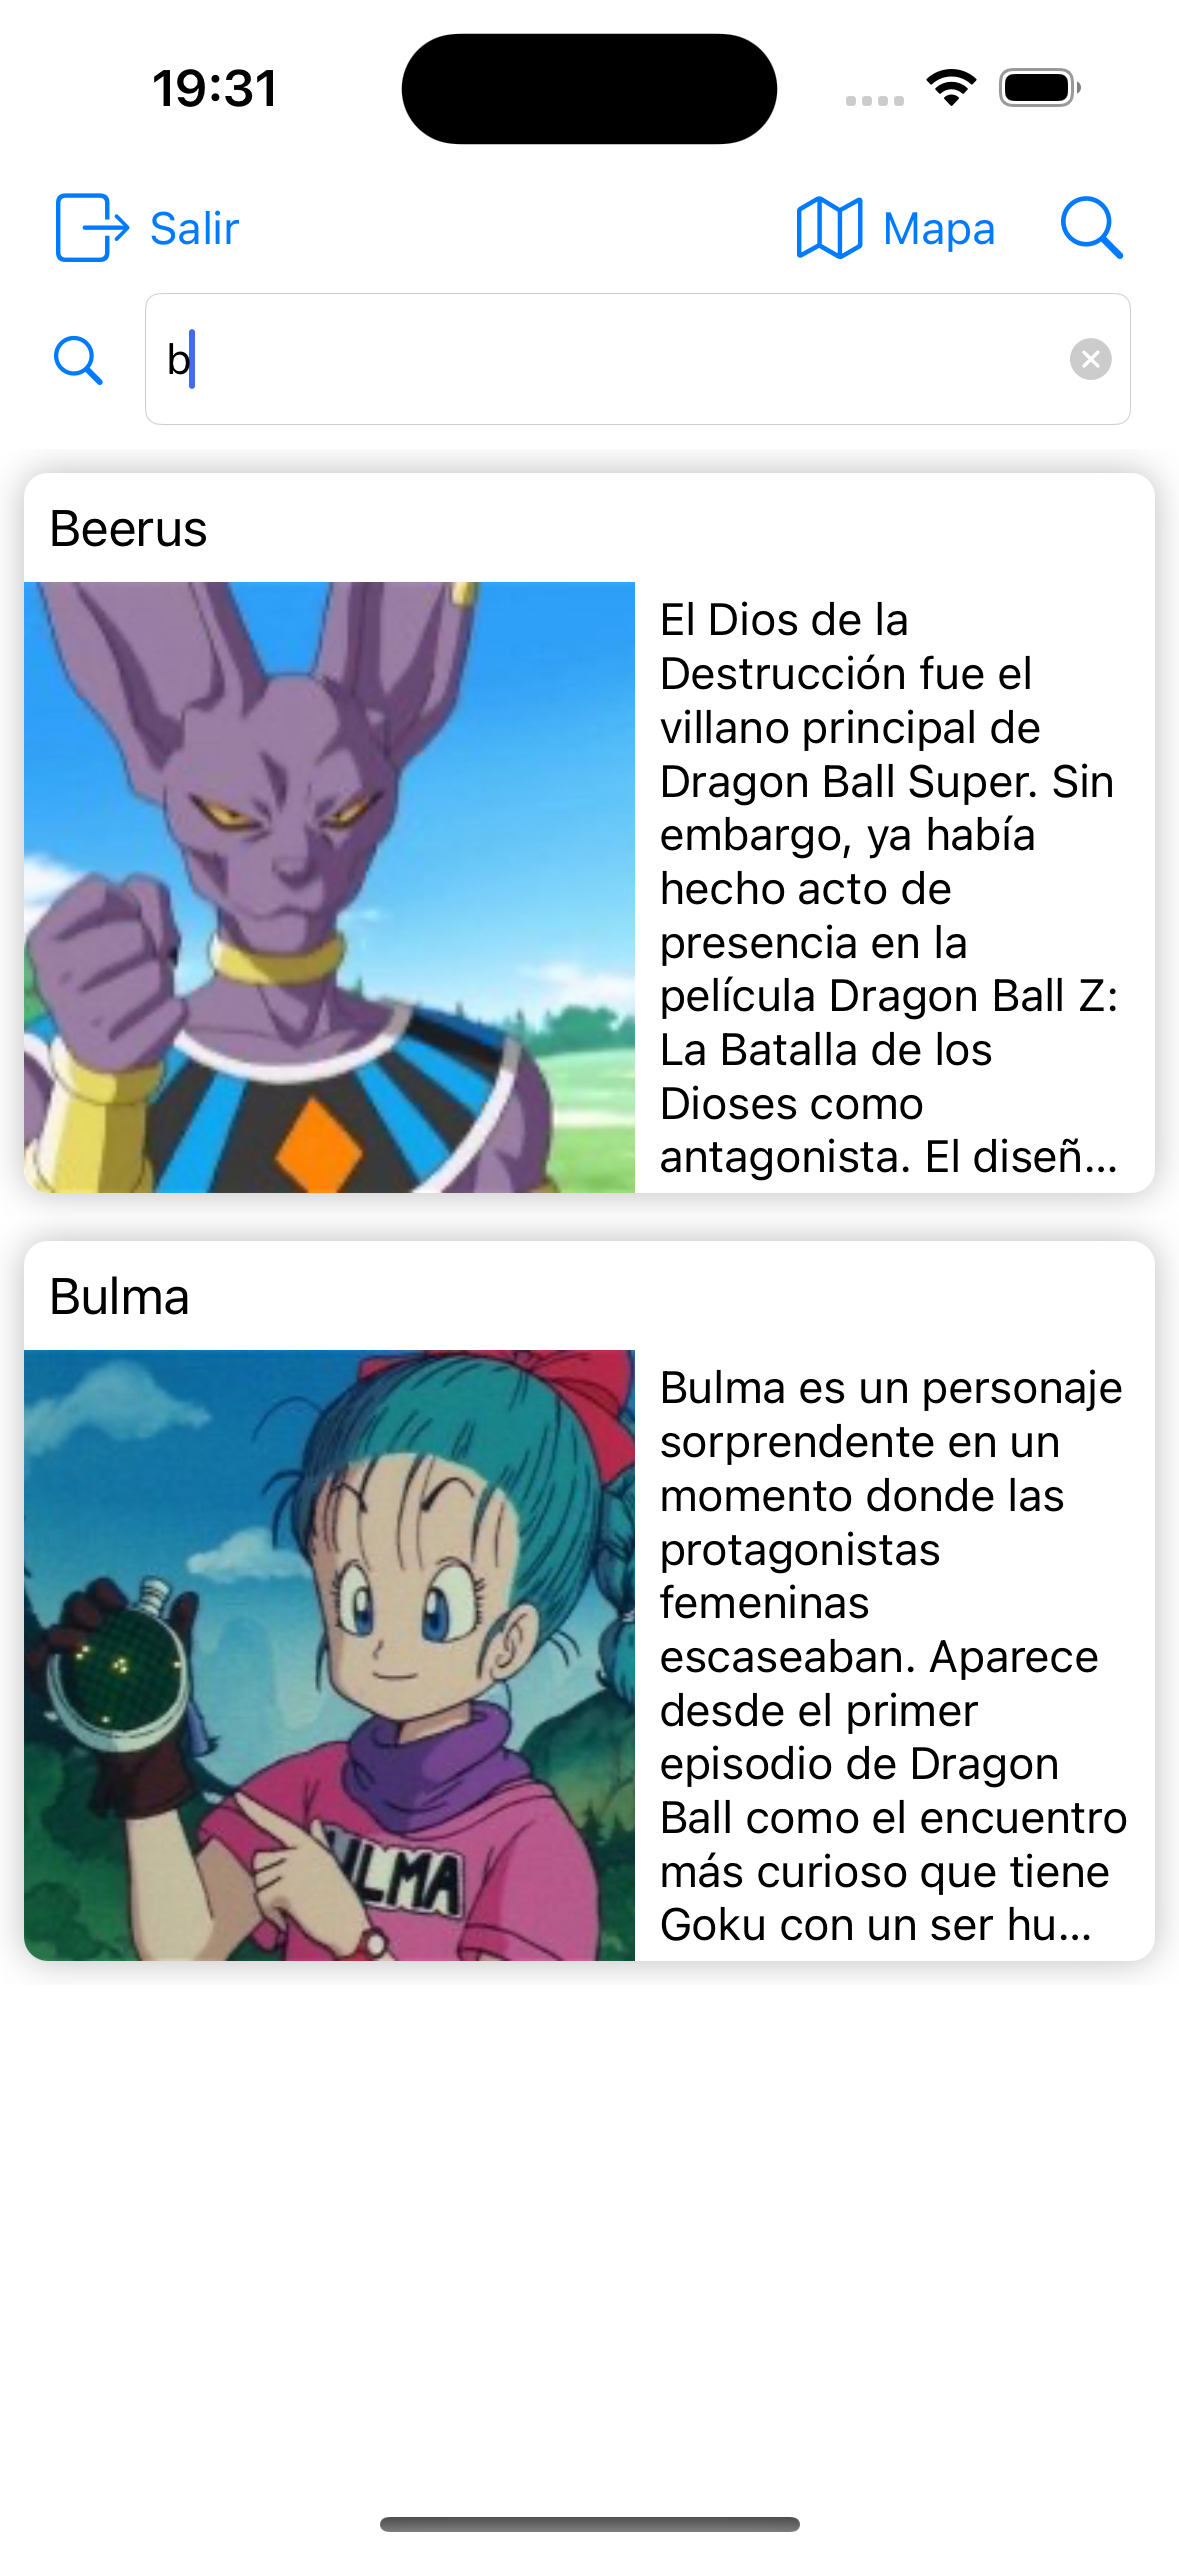 19:31
Salir
Mapa
b
Beerus
El Dios de la
Destrucción fue el
villano principal de
Dragon Ball Super. Sin
embargo, ya había
hecho acto de
presencia en la
película Dragon Ball Z:
La Batalla de los
Dioses como
antagonista. El diseñ...
Bulma
Bulma es un personaje
sorprendente en un
momento donde las
protagonistas
femeninas
escaseaban. Aparece
desde el primer
episodio de Dragon
Ball como el encuentro
más curioso que tiene
Goku con un ser hu...
ULMA